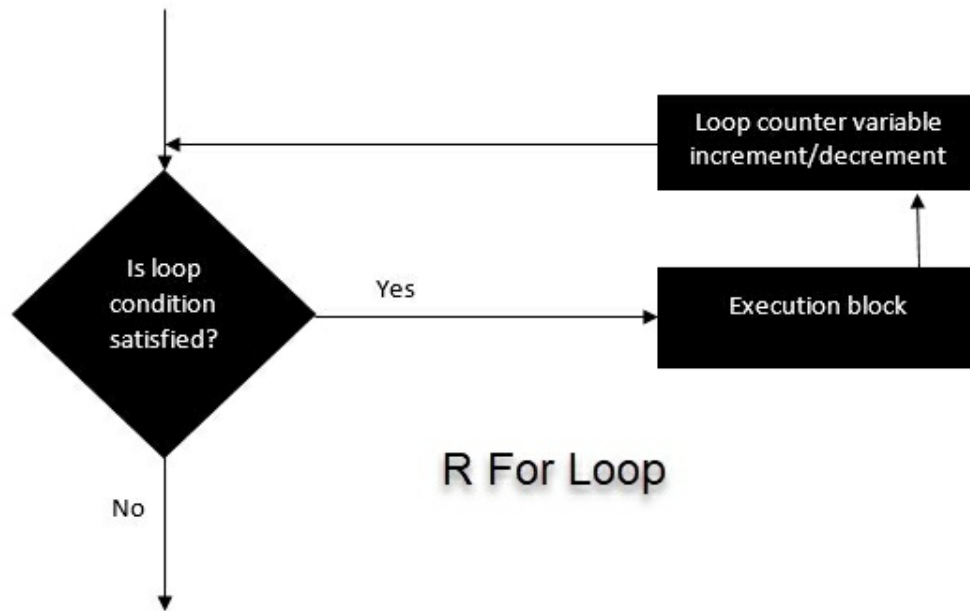 Loop counter variable
increment/decrement
Is loop
condition
satisfied?
Yes
Execution block
R For Loop
No